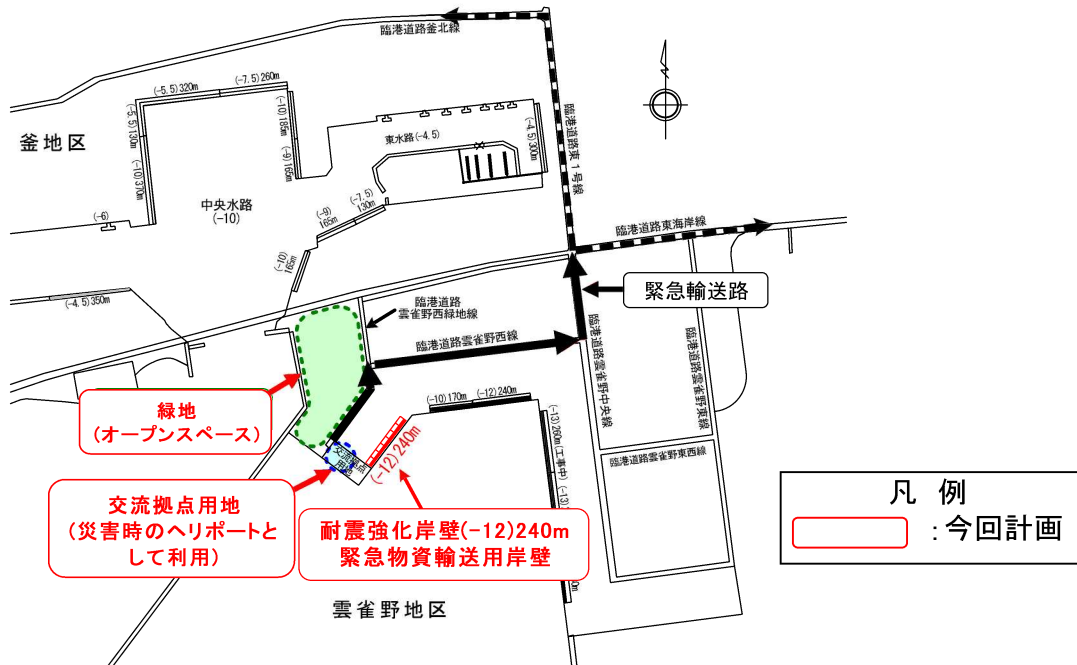 臨港道路釜北線
(-5.5)320m
(-7.5)260m
(-5.5)130m
(-10)185m
臨港道路東1号線
釜地区
東水路(-4.5)
(-4.5)300m
(-10)370m
(-9)165m
中央水路
(-10)
(-7.5)
130m
(-9)
165m
(-6)
臨港道路東海岸線
(-10)
165m
緊急輸送路
(-4.5)350m
臨港道路
雲雀野西緑地線
臨港道路雲雀野西線
臨港道路雲雀野中央線
臨港道路雲雀野東線
緑地
(オープンスペース)
(-10)170m
(-12)240m
(-13)260m(工事中)
(-12)240m
交流拠点
用地
臨港道路雲雀野東西線
交流拠点用地
(災害時のヘリポートと
して利用)
耐震強化岸壁(-12)240m
緊急物資輸送用岸壁
凡 例
:今回計画
雲雀野地区